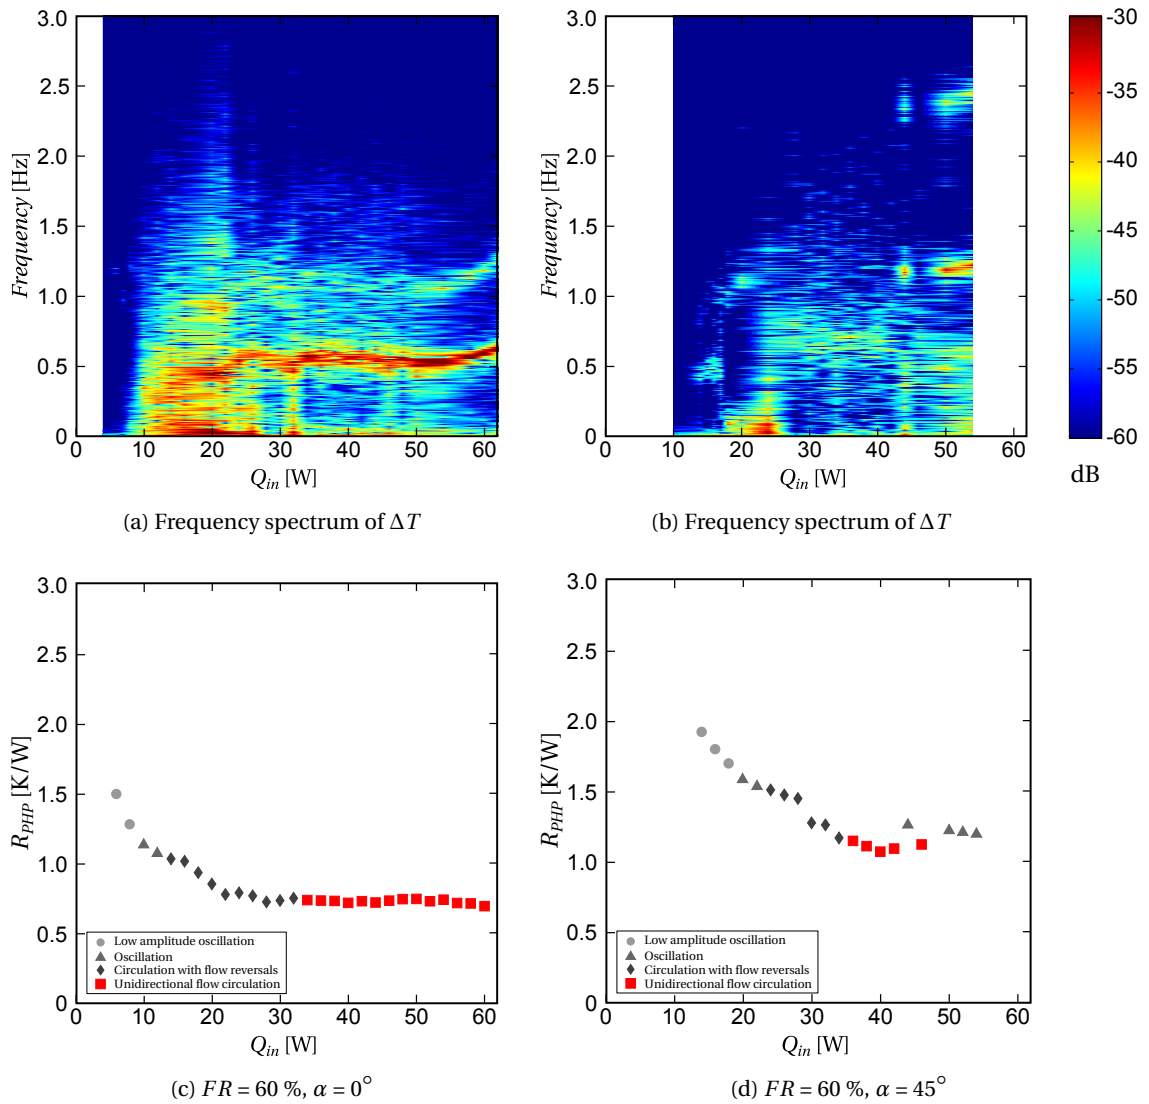 3.0
2.5
2.0
1.5
1.0
0.5
0
Frequency [Hz]
0 10 20 30 40 50 60
Q_in [W]
(a) Frequency spectrum of ΔT
3.0
2.5
2.0
1.5
1.0
0.5
0
Frequency [Hz]
0 10 20 30 40 50 60
Q_in [W]
(b) Frequency spectrum of ΔT
-30
-35
-40
-45
-50
-55
-60
dB
3.0
2.5
2.0
1.5
1.0
0.5
0
R_PHP [K/W]
Low amplitude oscillation
Oscillation
Circulation with flow reversals
Unidirectional flow circulation
0 10 20 30 40 50 60
Q_in [W]
(c) FR = 60 %, α = 0°
3.0
2.5
2.0
1.5
1.0
0.5
0
R_PHP [K/W]
Low amplitude oscillation
Oscillation
Circulation with flow reversals
Unidirectional flow circulation
0 10 20 30 40 50 60
Q_in [W]
(d) FR = 60 %, α = 45°